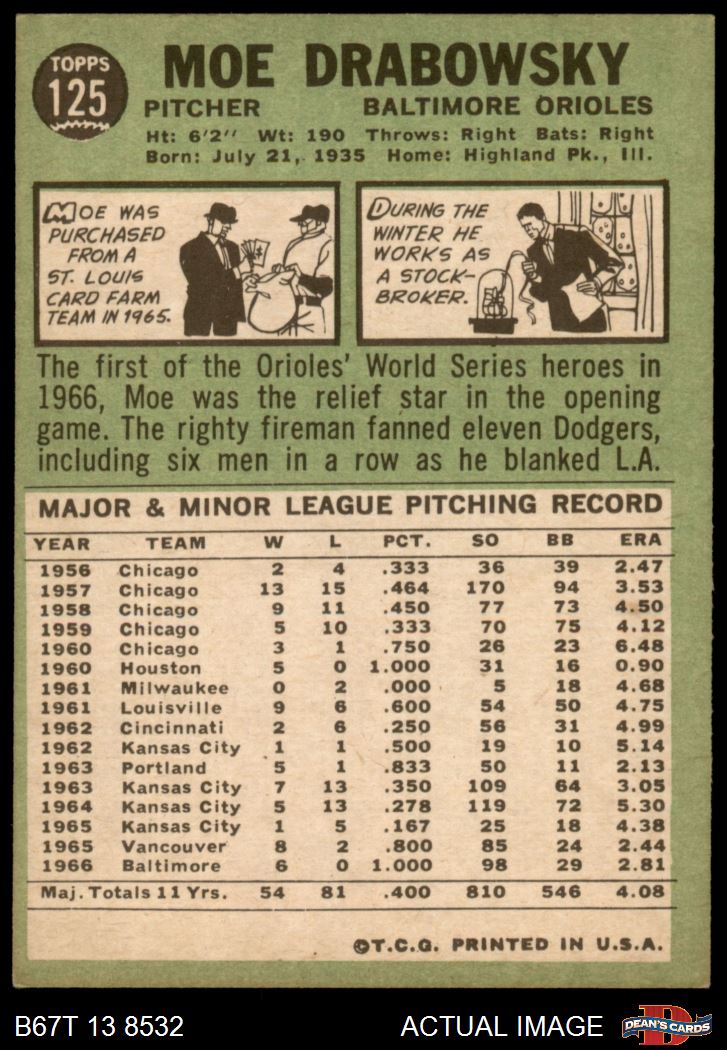 TOPPS
125
MOE DRABOWSKY
PITCHER BALTIMORE ORIOLES
Ht: 6'2" Wt: 190 Throws: Right Bats: Right
Born: July 21, 1935 Home: Highland Pk., Ill.
MOE WAS
PURCHASED
FROM A
ST. LOUIS
CARD FARM
TEAM IN 1965.
DURING THE
WINTER HE
WORKS AS
A STOCK-
BROKER.
The first of the Orioles' World Series heroes in
1966, Moe was the relief star in the opening
game. The righty fireman fanned eleven Dodgers,
including six men in a row as he blanked L.A.
MAJOR & MINOR LEAGUE PITCHING RECORD
YEAR TEAM W L PCT. SO BB ERA
1956 Chicago 2 4 .333 36 39 2.47
1957 Chicago 13 15 .464 170 94 3.53
1958 Chicago 9 11 .450 77 73 4.50
1959 Chicago 5 10 .333 70 75 4.12
1960 Chicago 3 1 .750 26 23 6.48
1960 Houston 5 0 1.000 31 16 0.90
1961 Milwaukee 0 2 .000 5 18 4.68
1961 Louisville 9 6 .600 54 50 4.75
1962 Cincinnati 2 6 .250 56 31 4.99
1962 Kansas City 1 1 .500 19 10 5.14
1963 Portland 5 1 .833 50 11 2.13
1963 Kansas City 7 13 .350 109 64 3.05
1964 Kansas City 5 13 .278 119 72 5.30
1965 Kansas City 1 5 .167 25 18 4.38
1965 Vancouver 8 2 .800 85 24 2.44
1966 Baltimore 6 0 1.000 98 29 2.81
Maj. Totals 11 Yrs. 54 81 .400 810 546 4.08
©T.C.G. PRINTED IN U.S.A.
B67T 13 8532 ACTUAL IMAGE
D
DEAN'S CARDS